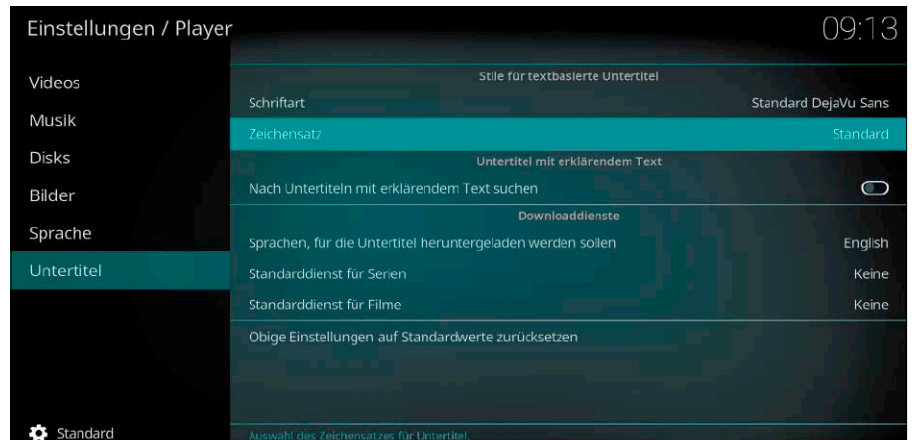 Einstellungen / Player
09:13
Videos
Musik
Disks
Bilder
Sprache
Untertitel
Standard
Stile für textbasierte Untertitel
Schriftart Standard DejaVu Sans
Zeichensatz Standard
Untertitel mit erklärendem Text
Nach Untertiteln mit erklärendem Text suchen
Downloaddienste
Sprachen, für die Untertitel heruntergeladen werden sollen English
Standarddienst für Serien Keine
Standarddienst für Filme Keine
Obige Einstellungen auf Standardwerte zurücksetzen
Auswahl des Zeichensatzes für Untertitel.